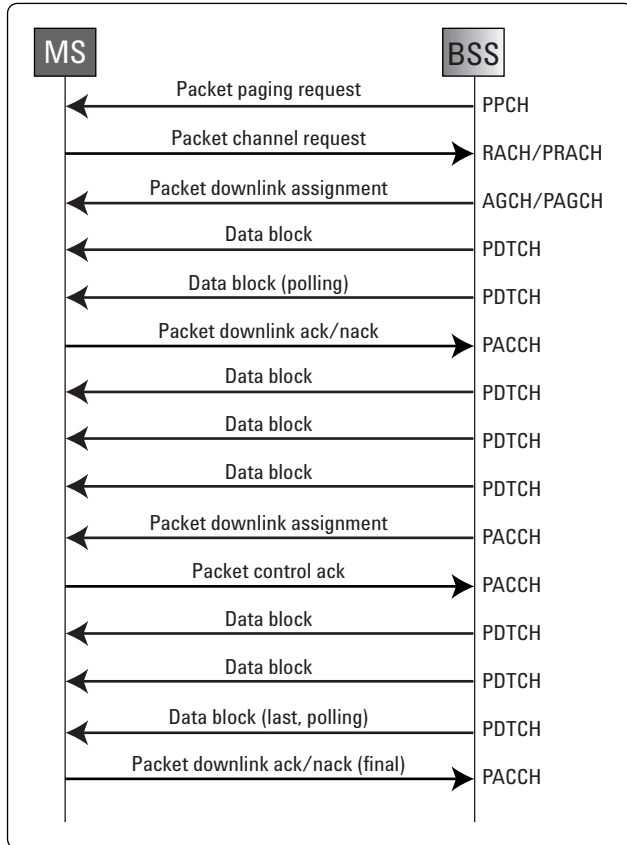 MS BSS
Packet paging request PPCH
Packet channel request RACH/PRACH
Packet downlink assignment AGCH/PAGCH
Data block PDTCH
Data block (polling) PDTCH
Packet downlink ack/nack PACCH
Data block PDTCH
Data block PDTCH
Data block PDTCH
Packet downlink assignment PACCH
Packet control ack PACCH
Data block PDTCH
Data block PDTCH
Data block (last, polling) PDTCH
Packet downlink ack/nack (final) PACCH